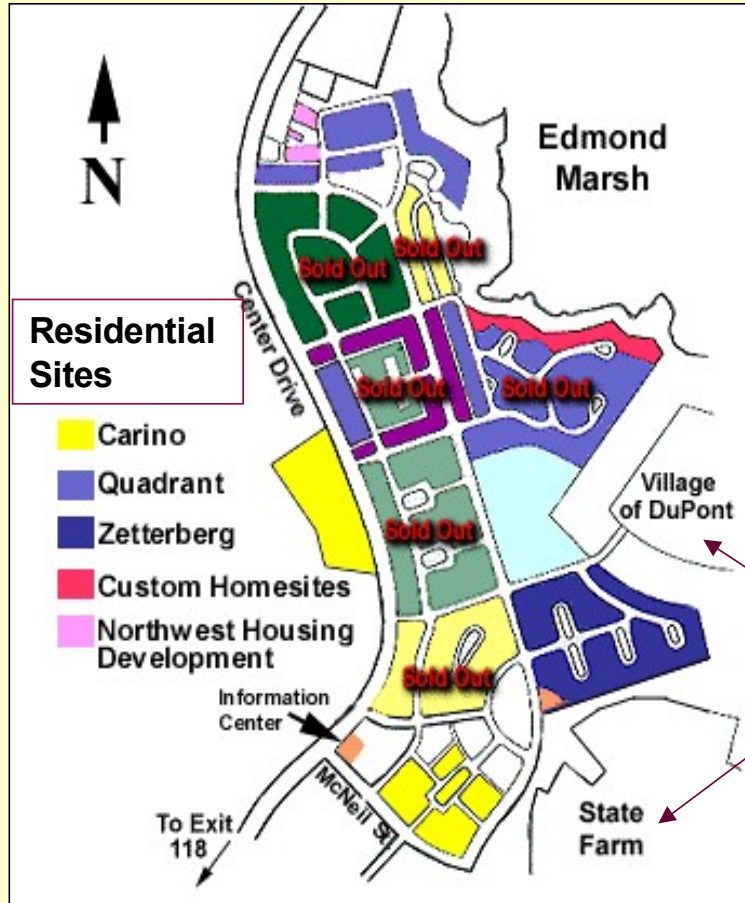 N
Edmond
Marsh
Sold Out
Sold Out
Center Drive
Residential
Sites
Sold Out
Sold Out
Carino
Quadrant
Zetterberg
Custom Homesites
Northwest Housing
Development
Village
of DuPont
Sold Out
Sold Out
Information
Center
McNeil St.
To Exit
118
State
Farm